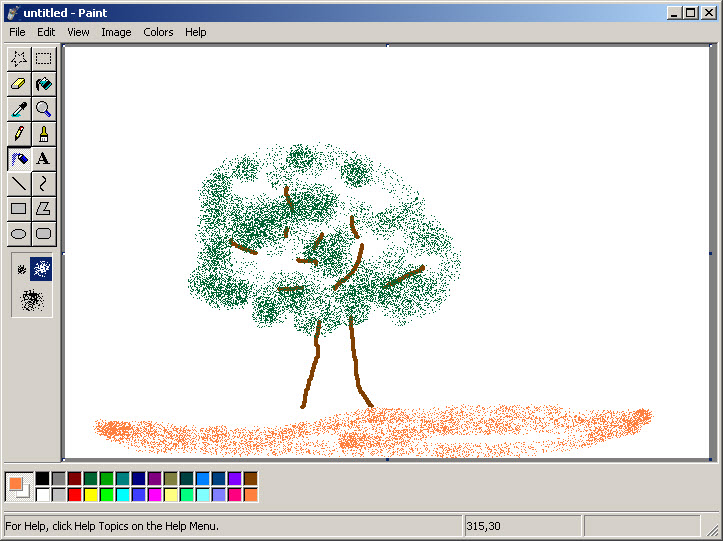 untitled - Paint
File Edit View Image Colors Help
A
For Help, click Help Topics on the Help Menu. 315,30